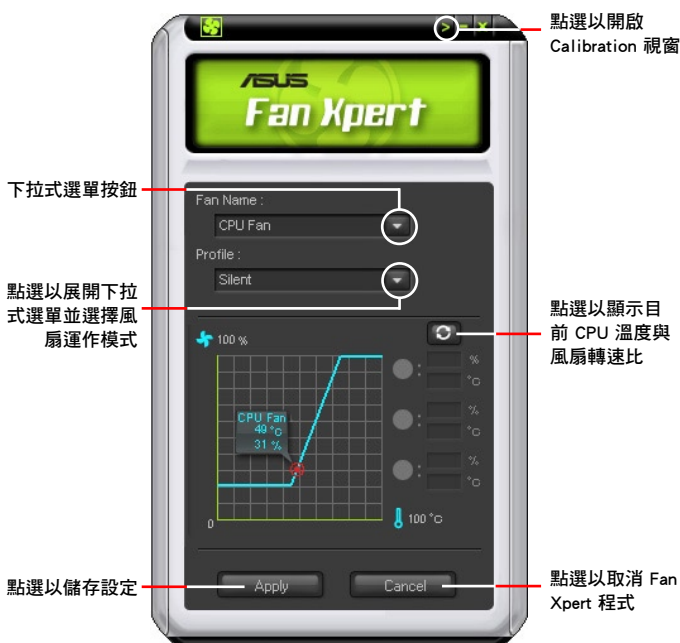 點選以開啟
Calibration 視窗
ASUS
Fan Xpert
下拉式選單按鈕
Fan Name :
CPU Fan
Profile :
Silent
點選以展開下拉
式選單並選擇風
扇運作模式
點選以顯示目
前 CPU 溫度與
風扇轉速比
100 %
:
%
°C
CPU Fan
49 °C
31 %
:
%
°C
:
%
°C
0
100 °C
點選以儲存設定
Apply
Cancel
點選以取消 Fan
Xpert 程式